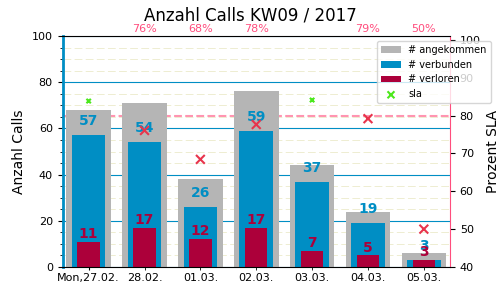 Anzahl Calls KW09 / 2017
76% 68% 78% 79% 50%
100 80 60 40 20 0
Anzahl Calls
100 90 80 70 60 50 40
Prozent SLA
# angekommen
# verbunden
# verloren
sla
57 54 26 59 37 19 3
11 17 12 17 7 5 3
Mon,27.02. 28.02. 01.03. 02.03. 03.03. 04.03. 05.03.